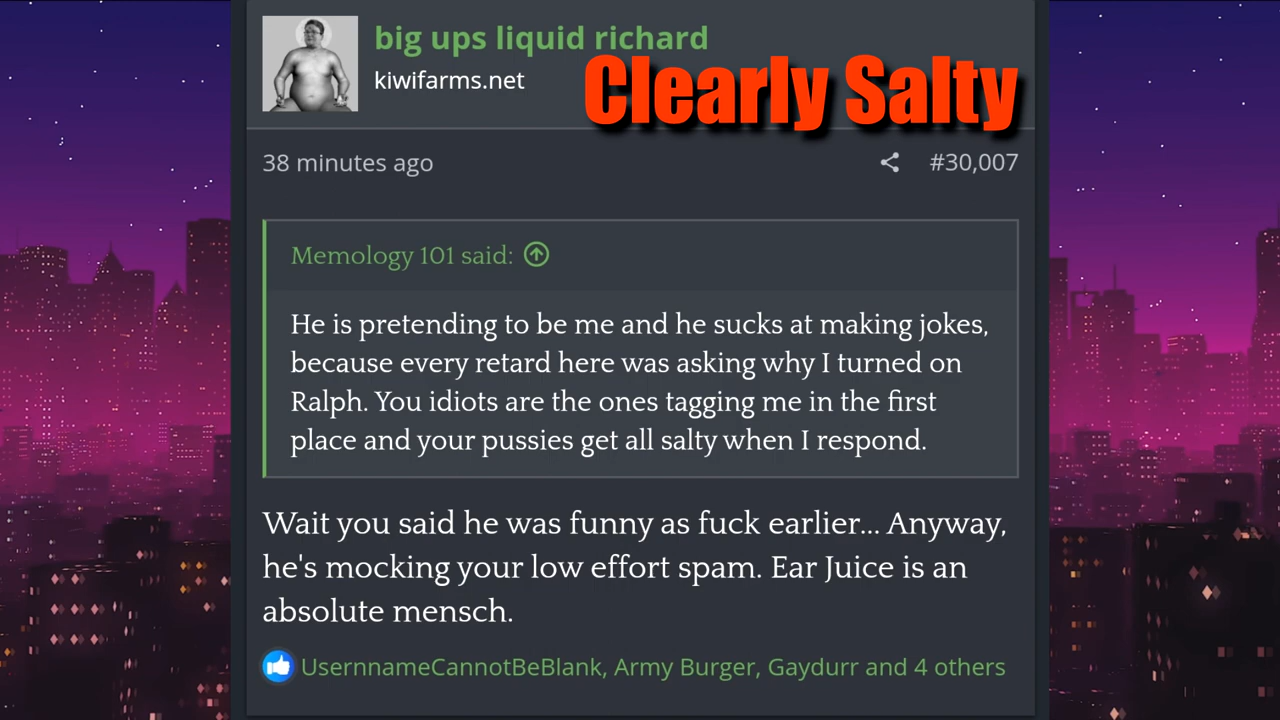 big ups liquid richard
kiwifarms.net
Clearly Salty
38 minutes ago
#30,007
Memology 101 said:
He is pretending to be me and he sucks at making jokes,
because every retard here was asking why I turned on
Ralph. You idiots are the ones tagging me in the first
place and your pussies get all salty when I respond.
Wait you said he was funny as fuck earlier... Anyway,
he's mocking your low effort spam. Ear Juice is an
absolute mensch.
UsernnameCannotBeBlank, Army Burger, Gaydurr and 4 others